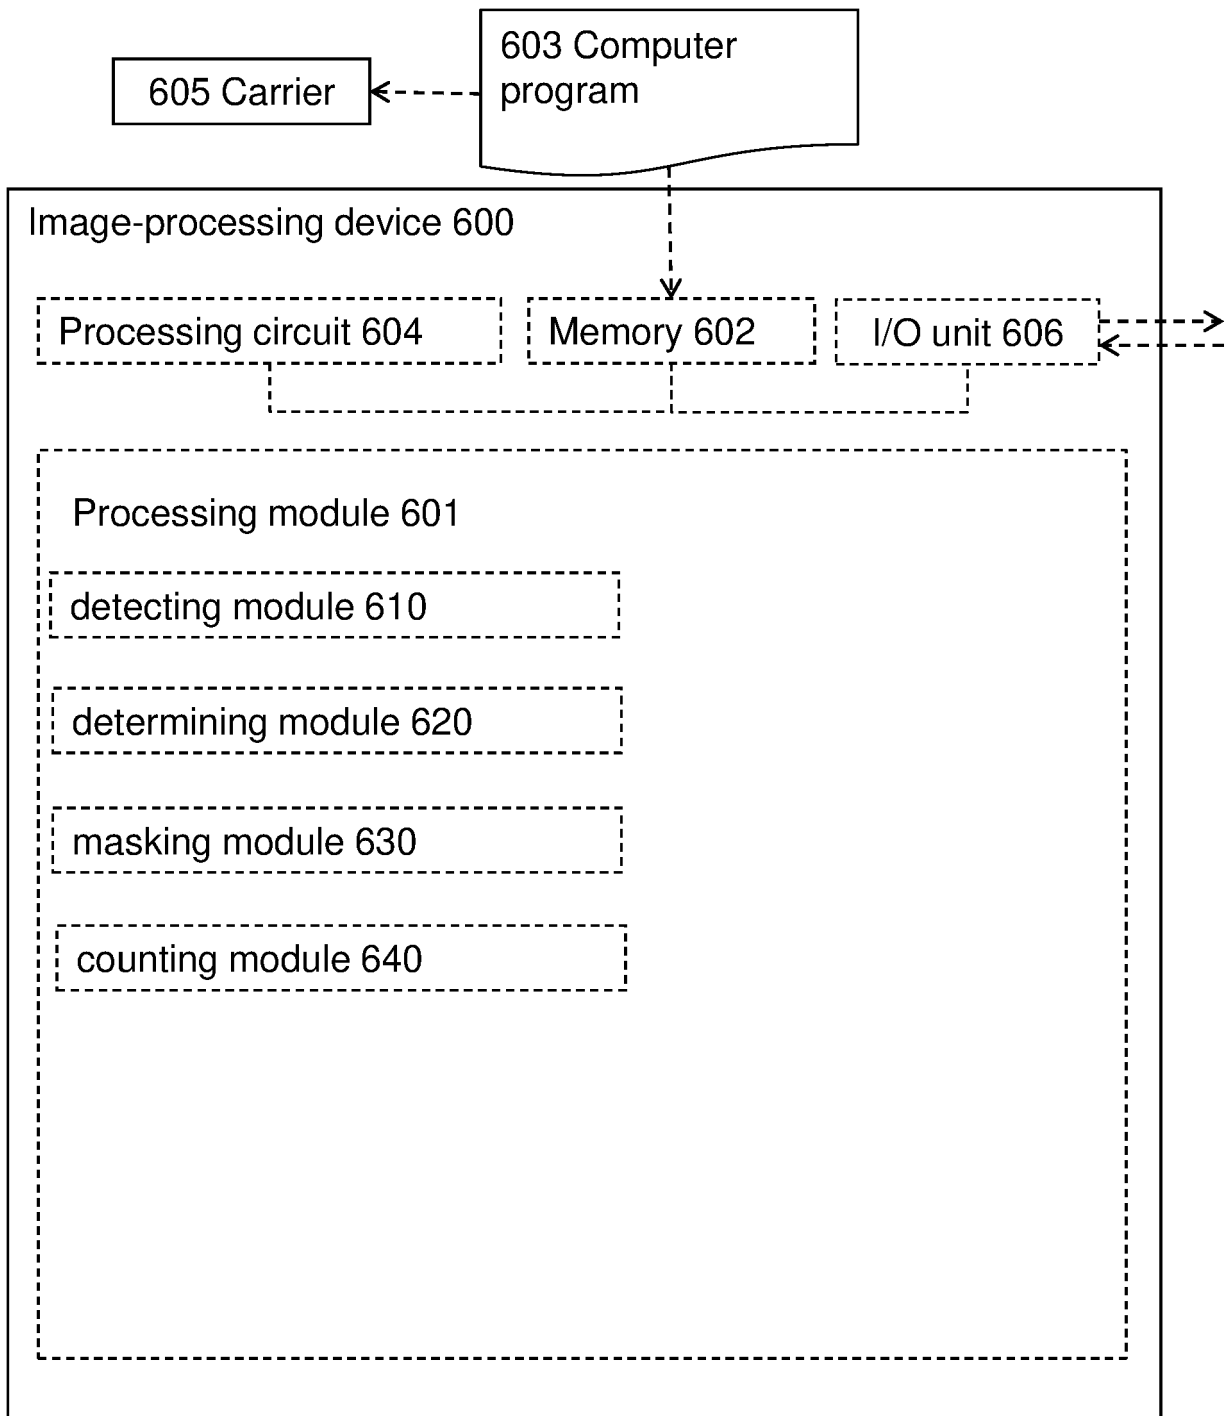 603 Computer
program
605 Carrier
Image-processing device 600
Processing circuit 604
Memory 602
I/O unit 606
Processing module 601
detecting module 610
determining module 620
masking module 630
counting module 640